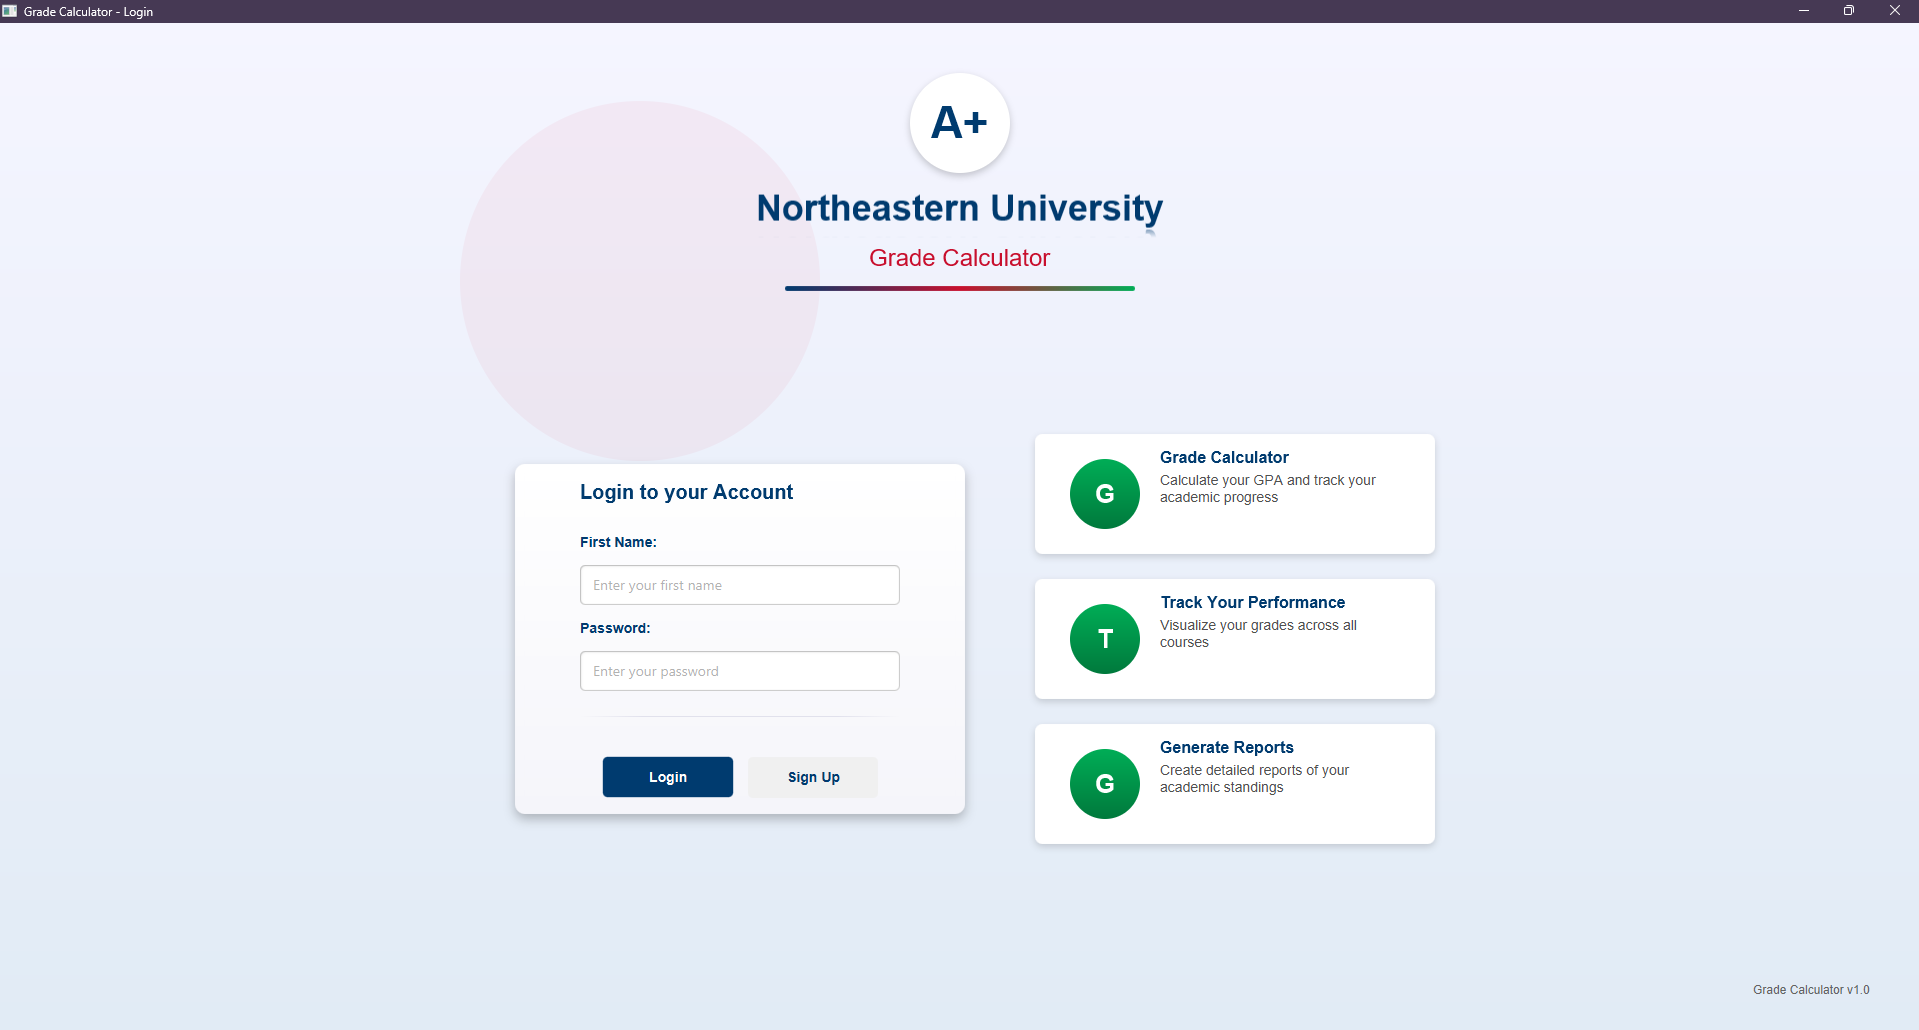 Grade Calculator - Login
A+
Northeastern University
Grade Calculator
Login to your Account
First Name:
Enter your first name
Password:
Enter your password
Login
Sign Up
G
Grade Calculator
Calculate your GPA and track your
academic progress
T
Track Your Performance
Visualize your grades across all
courses
G
Generate Reports
Create detailed reports of your
academic standings
Grade Calculator v1.0